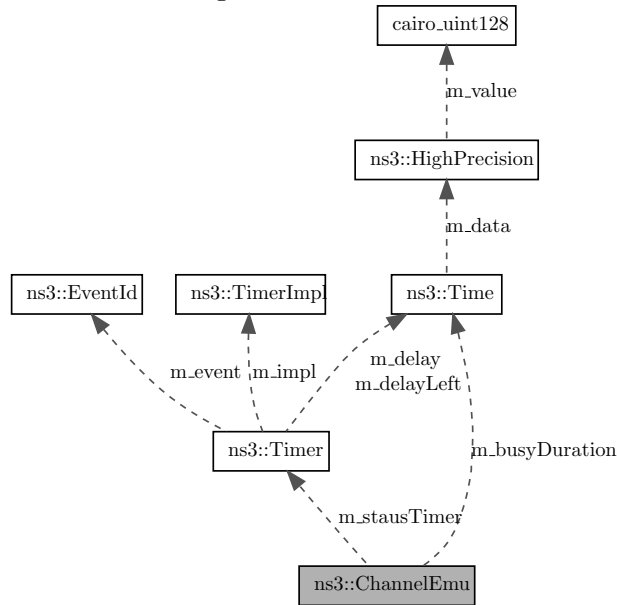 cairo_uint128
m_value
ns3::HighPrecision
m_data
ns3::EventId
ns3::TimerImpl
ns3::Time
m_event
m_impl
m_delay
m_delayLeft
ns3::Timer
m_busyDuration
m_stausTimer
ns3::ChannelEmu